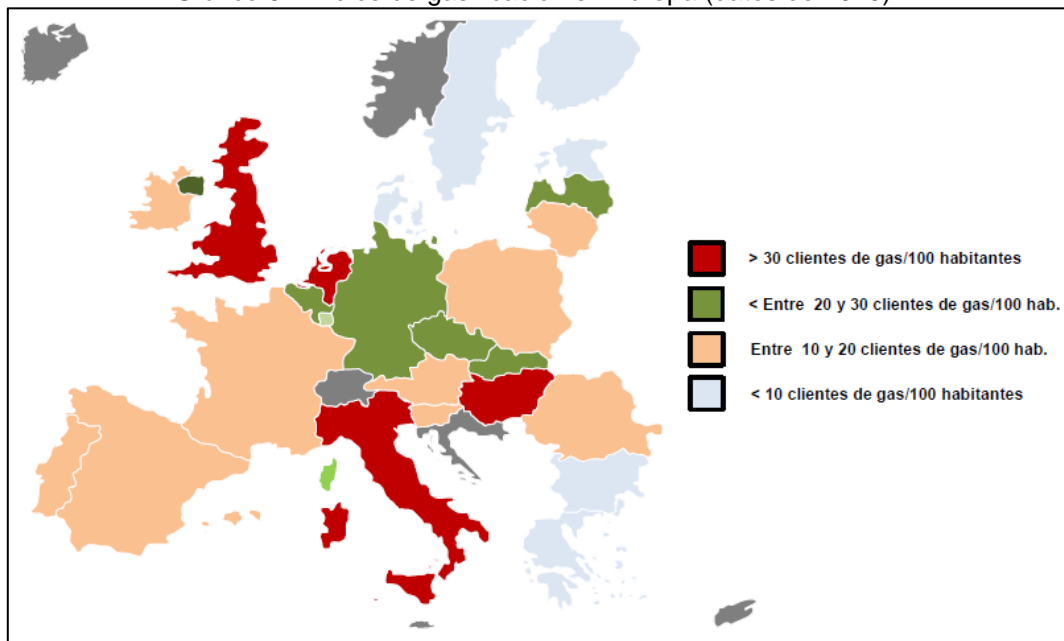 > 30 clientes de gas/100 habitantes
< Entre 20 y 30 clientes de gas/100 hab.
Entre 10 y 20 clientes de gas/100 hab.
< 10 clientes de gas/100 habitantes